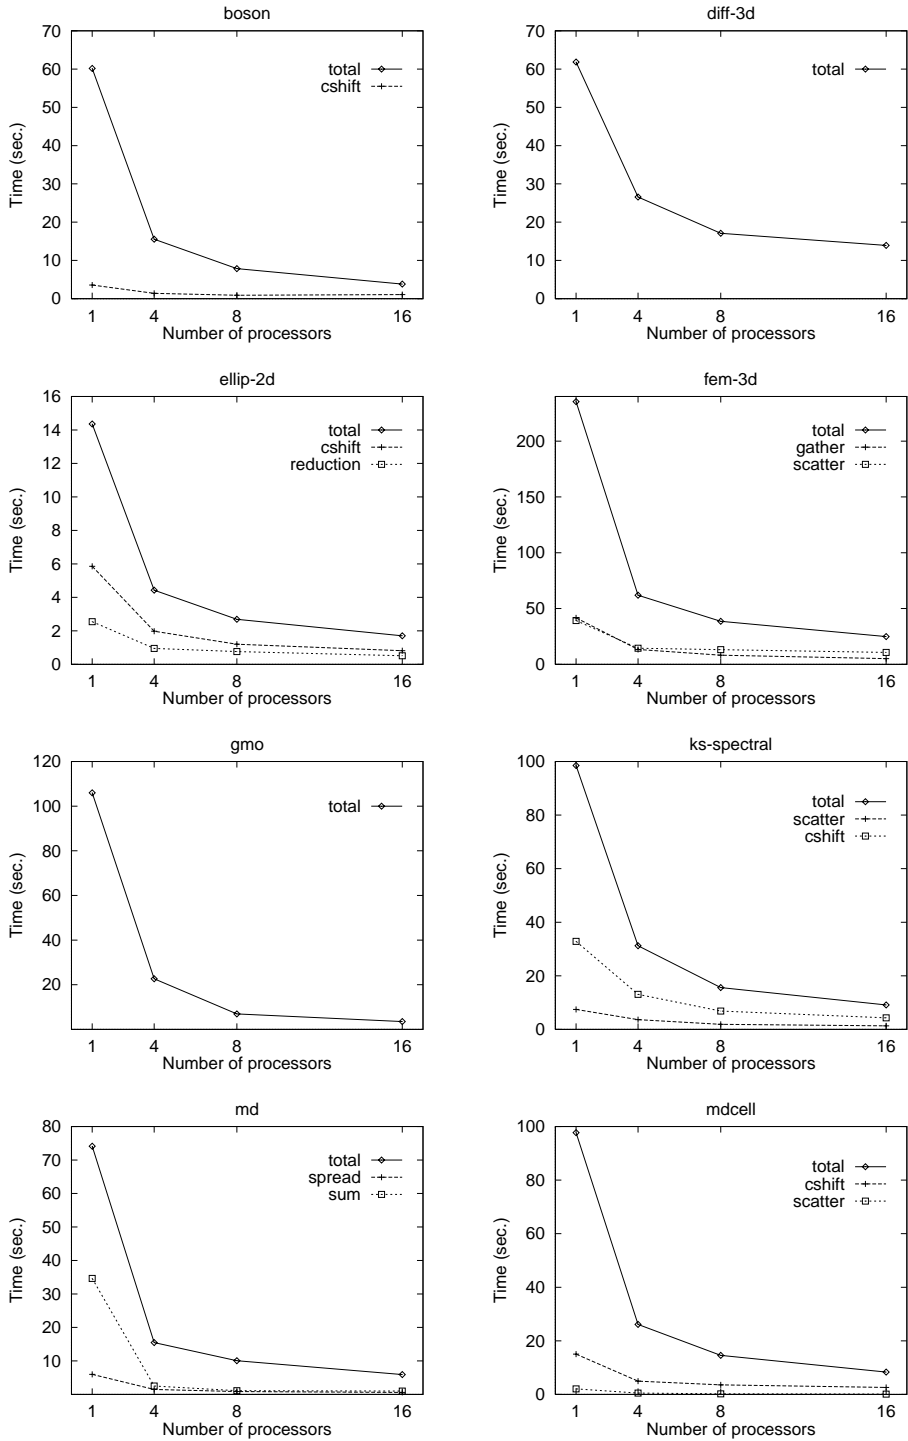 boson
70
60
50
40
30
20
10
0
Time (sec.)
total
cshift
1 4 8 16
Number of processors
diff-3d
70
60
50
40
30
20
10
0
Time (sec.)
total
1 4 8 16
Number of processors
ellip-2d
16
14
12
10
8
6
4
2
0
Time (sec.)
total
cshift
reduction
1 4 8 16
Number of processors
fem-3d
200
150
100
50
0
Time (sec.)
total
gather
scatter
1 4 8 16
Number of processors
gmo
120
100
80
60
40
20
Time (sec.)
total
1 4 8 16
Number of processors
ks-spectral
100
80
60
40
20
0
Time (sec.)
total
scatter
cshift
1 4 8 16
Number of processors
md
80
70
60
50
40
30
20
10
Time (sec.)
total
spread
sum
1 4 8 16
Number of processors
mdcell
100
80
60
40
20
0
Time (sec.)
total
cshift
scatter
1 4 8 16
Number of processors